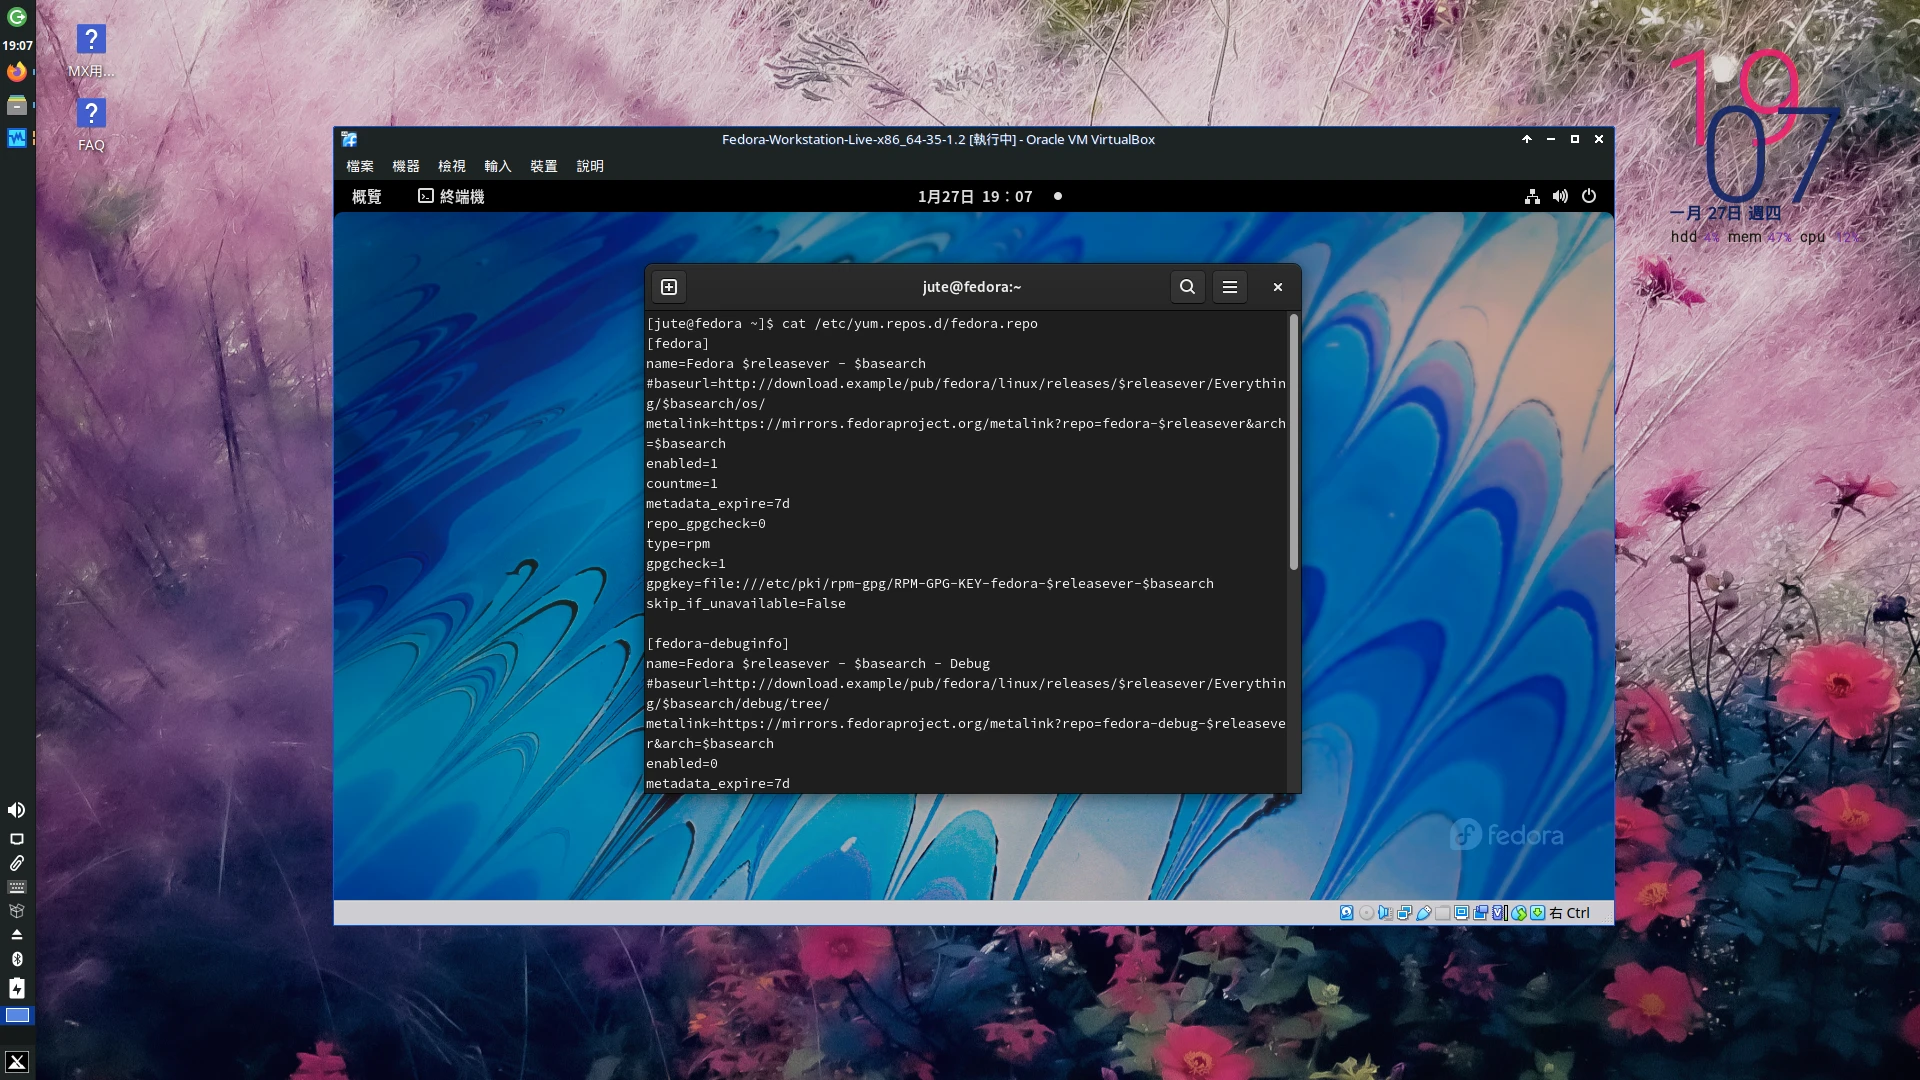 19:07
MX用...
FAQ
19
07
一月 27日 週四
hdd 4% mem 47% cpu 12%
Fedora-Workstation-Live-x86_64-35-1.2 [執行中] - Oracle VM VirtualBox
檔案 機器 檢視 輸入 裝置 說明
概覽 終端機 1月27日 19：07
jute@fedora:~
[jute@fedora ~]$ cat /etc/yum.repos.d/fedora.repo
[fedora]
name=Fedora $releasever - $basearch
#baseurl=http://download.example/pub/fedora/linux/releases/$releasever/Everythin
g/$basearch/os/
metalink=https://mirrors.fedoraproject.org/metalink?repo=fedora-$releasever&arch
=$basearch
enabled=1
countme=1
metadata_expire=7d
repo_gpgcheck=0
type=rpm
gpgcheck=1
gpgkey=file:///etc/pki/rpm-gpg/RPM-GPG-KEY-fedora-$releasever-$basearch
skip_if_unavailable=False
[fedora-debuginfo]
name=Fedora $releasever - $basearch - Debug
#baseurl=http://download.example/pub/fedora/linux/releases/$releasever/Everythin
g/$basearch/debug/tree/
metalink=https://mirrors.fedoraproject.org/metalink?repo=fedora-debug-$releaseve
r&arch=$basearch
enabled=0
metadata_expire=7d
fedora
右 Ctrl